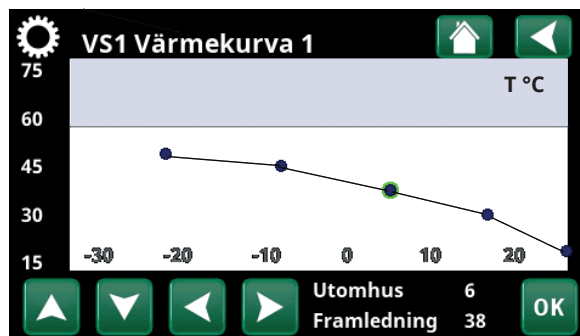 VS1 Värmekurva 1
75
T °C
60
45
30
15
-30 -20 -10 0 10 20
Utomhus 6
Framledning 38
OK